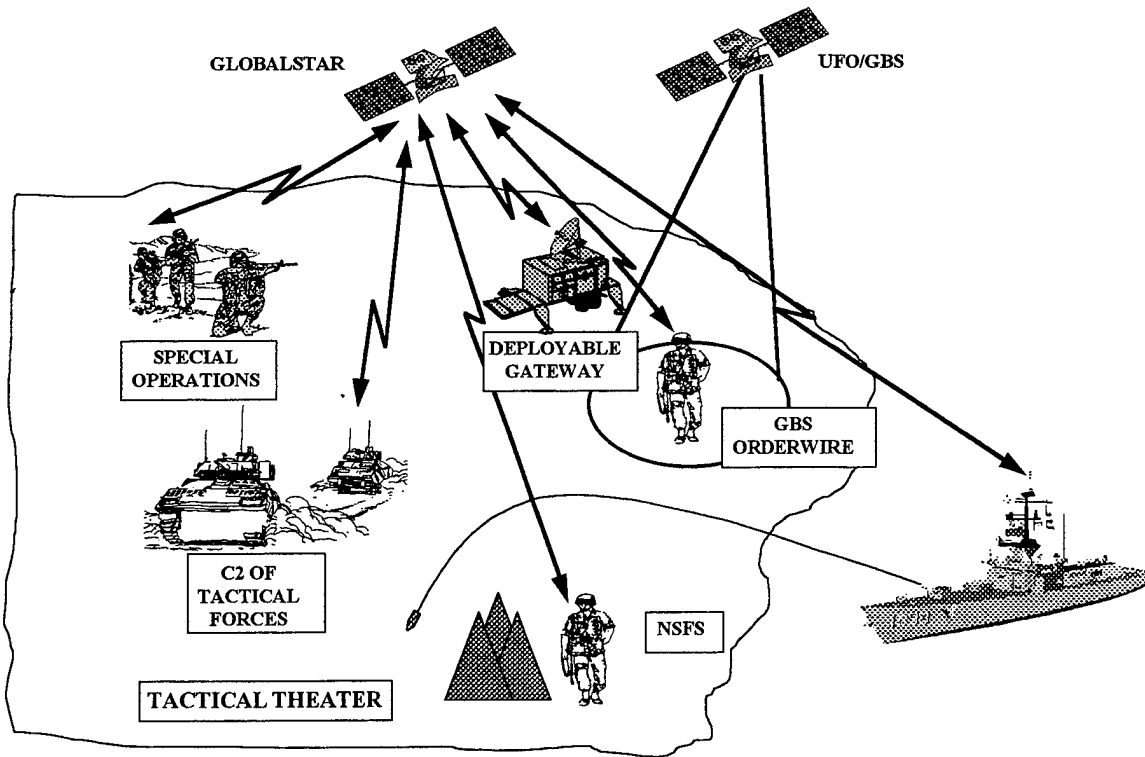 GLOBALSTAR
UFO/GBS
SPECIAL
OPERATIONS
DEPLOYABLE
GATEWAY
GBS
ORDERWIRE
C2 OF
TACTICAL
FORCES
NSFS
TACTICAL THEATER